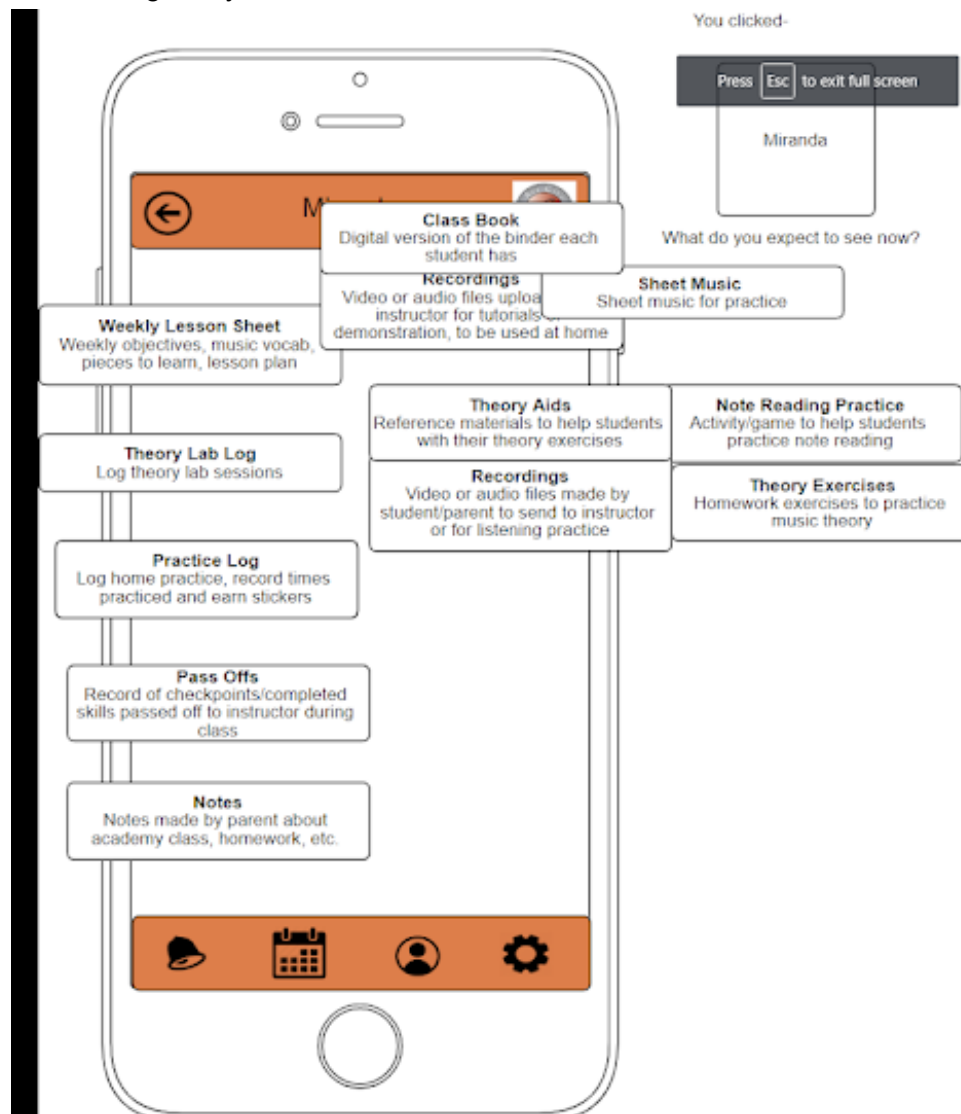 You clicked-
Press Esc to exit full screen
Miranda
What do you expect to see now?
Class Book
Digital version of the binder each
student has
Recordings
Video or audio files
instructor for tutorials
demonstration, to be used at home
Sheet Music
Sheet music for practice
Weekly Lesson Sheet
Weekly objectives, music vocab,
pieces to learn, lesson plan
Theory Aids
Reference materials to help students
with their theory exercises
Note Reading Practice
Activity/game to help students
practice note reading
Theory Lab Log
Log theory lab sessions
Recordings
Video or audio files made by
student/parent to send to instructor
or for listening practice
Theory Exercises
Homework exercises to practice
music theory
Practice Log
Log home practice, record times
practiced and earn stickers
Pass Offs
Record of checkpoints/completed
skills passed off to instructor during
class
Notes
Notes made by parent about
academy class, homework, etc.